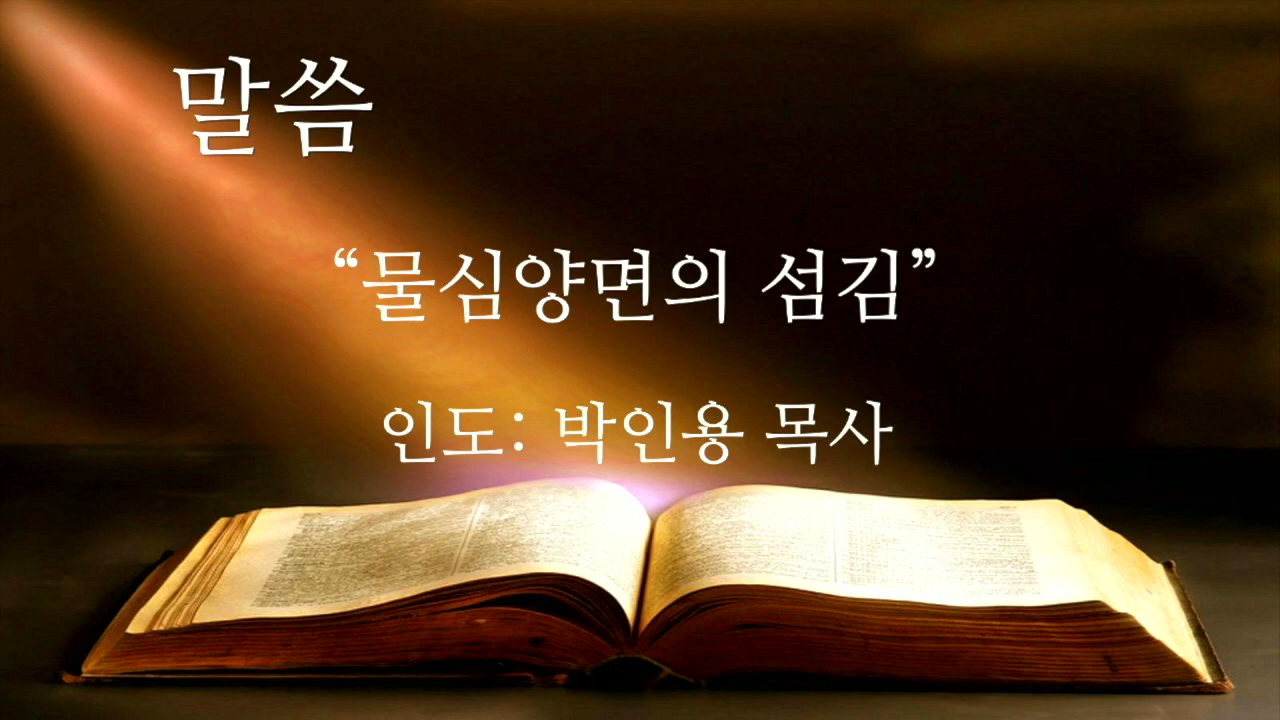 말씀
“물심양면의 섬김”
인도: 박인용 목사